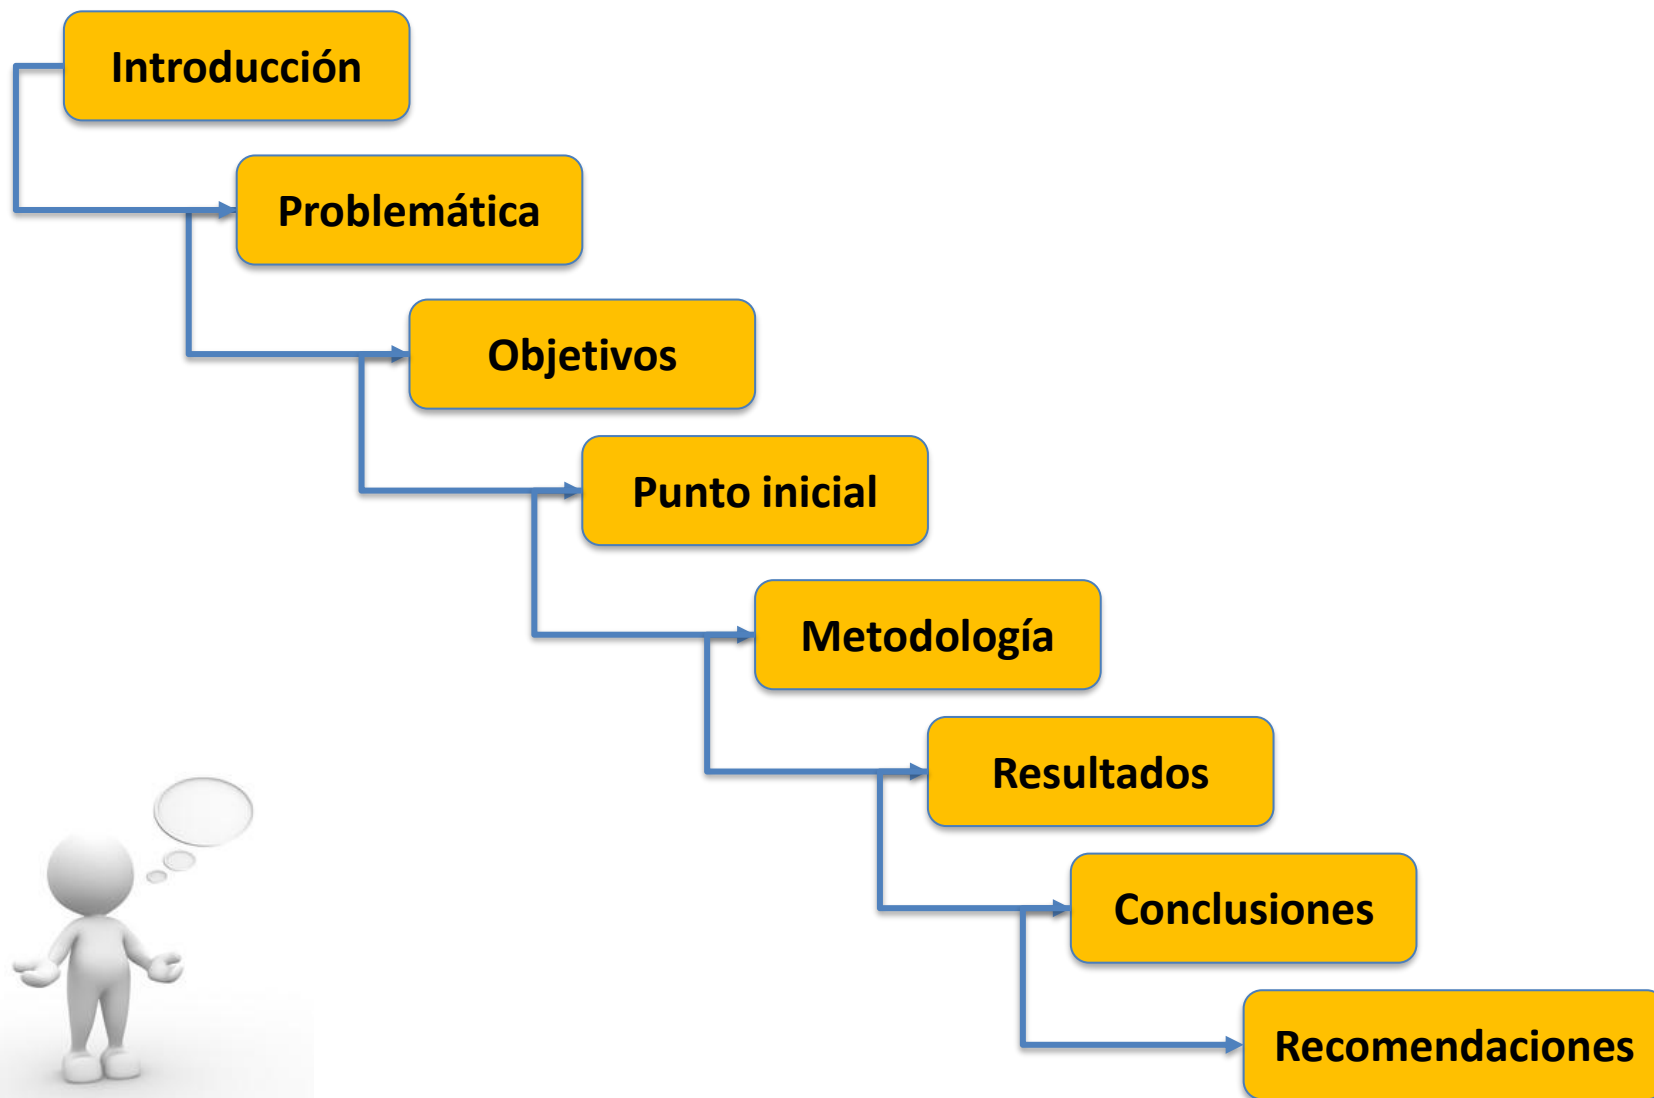 Introducción
Problemática
Objetivos
Punto inicial
Metodología
Resultados
Conclusiones
Recomendaciones